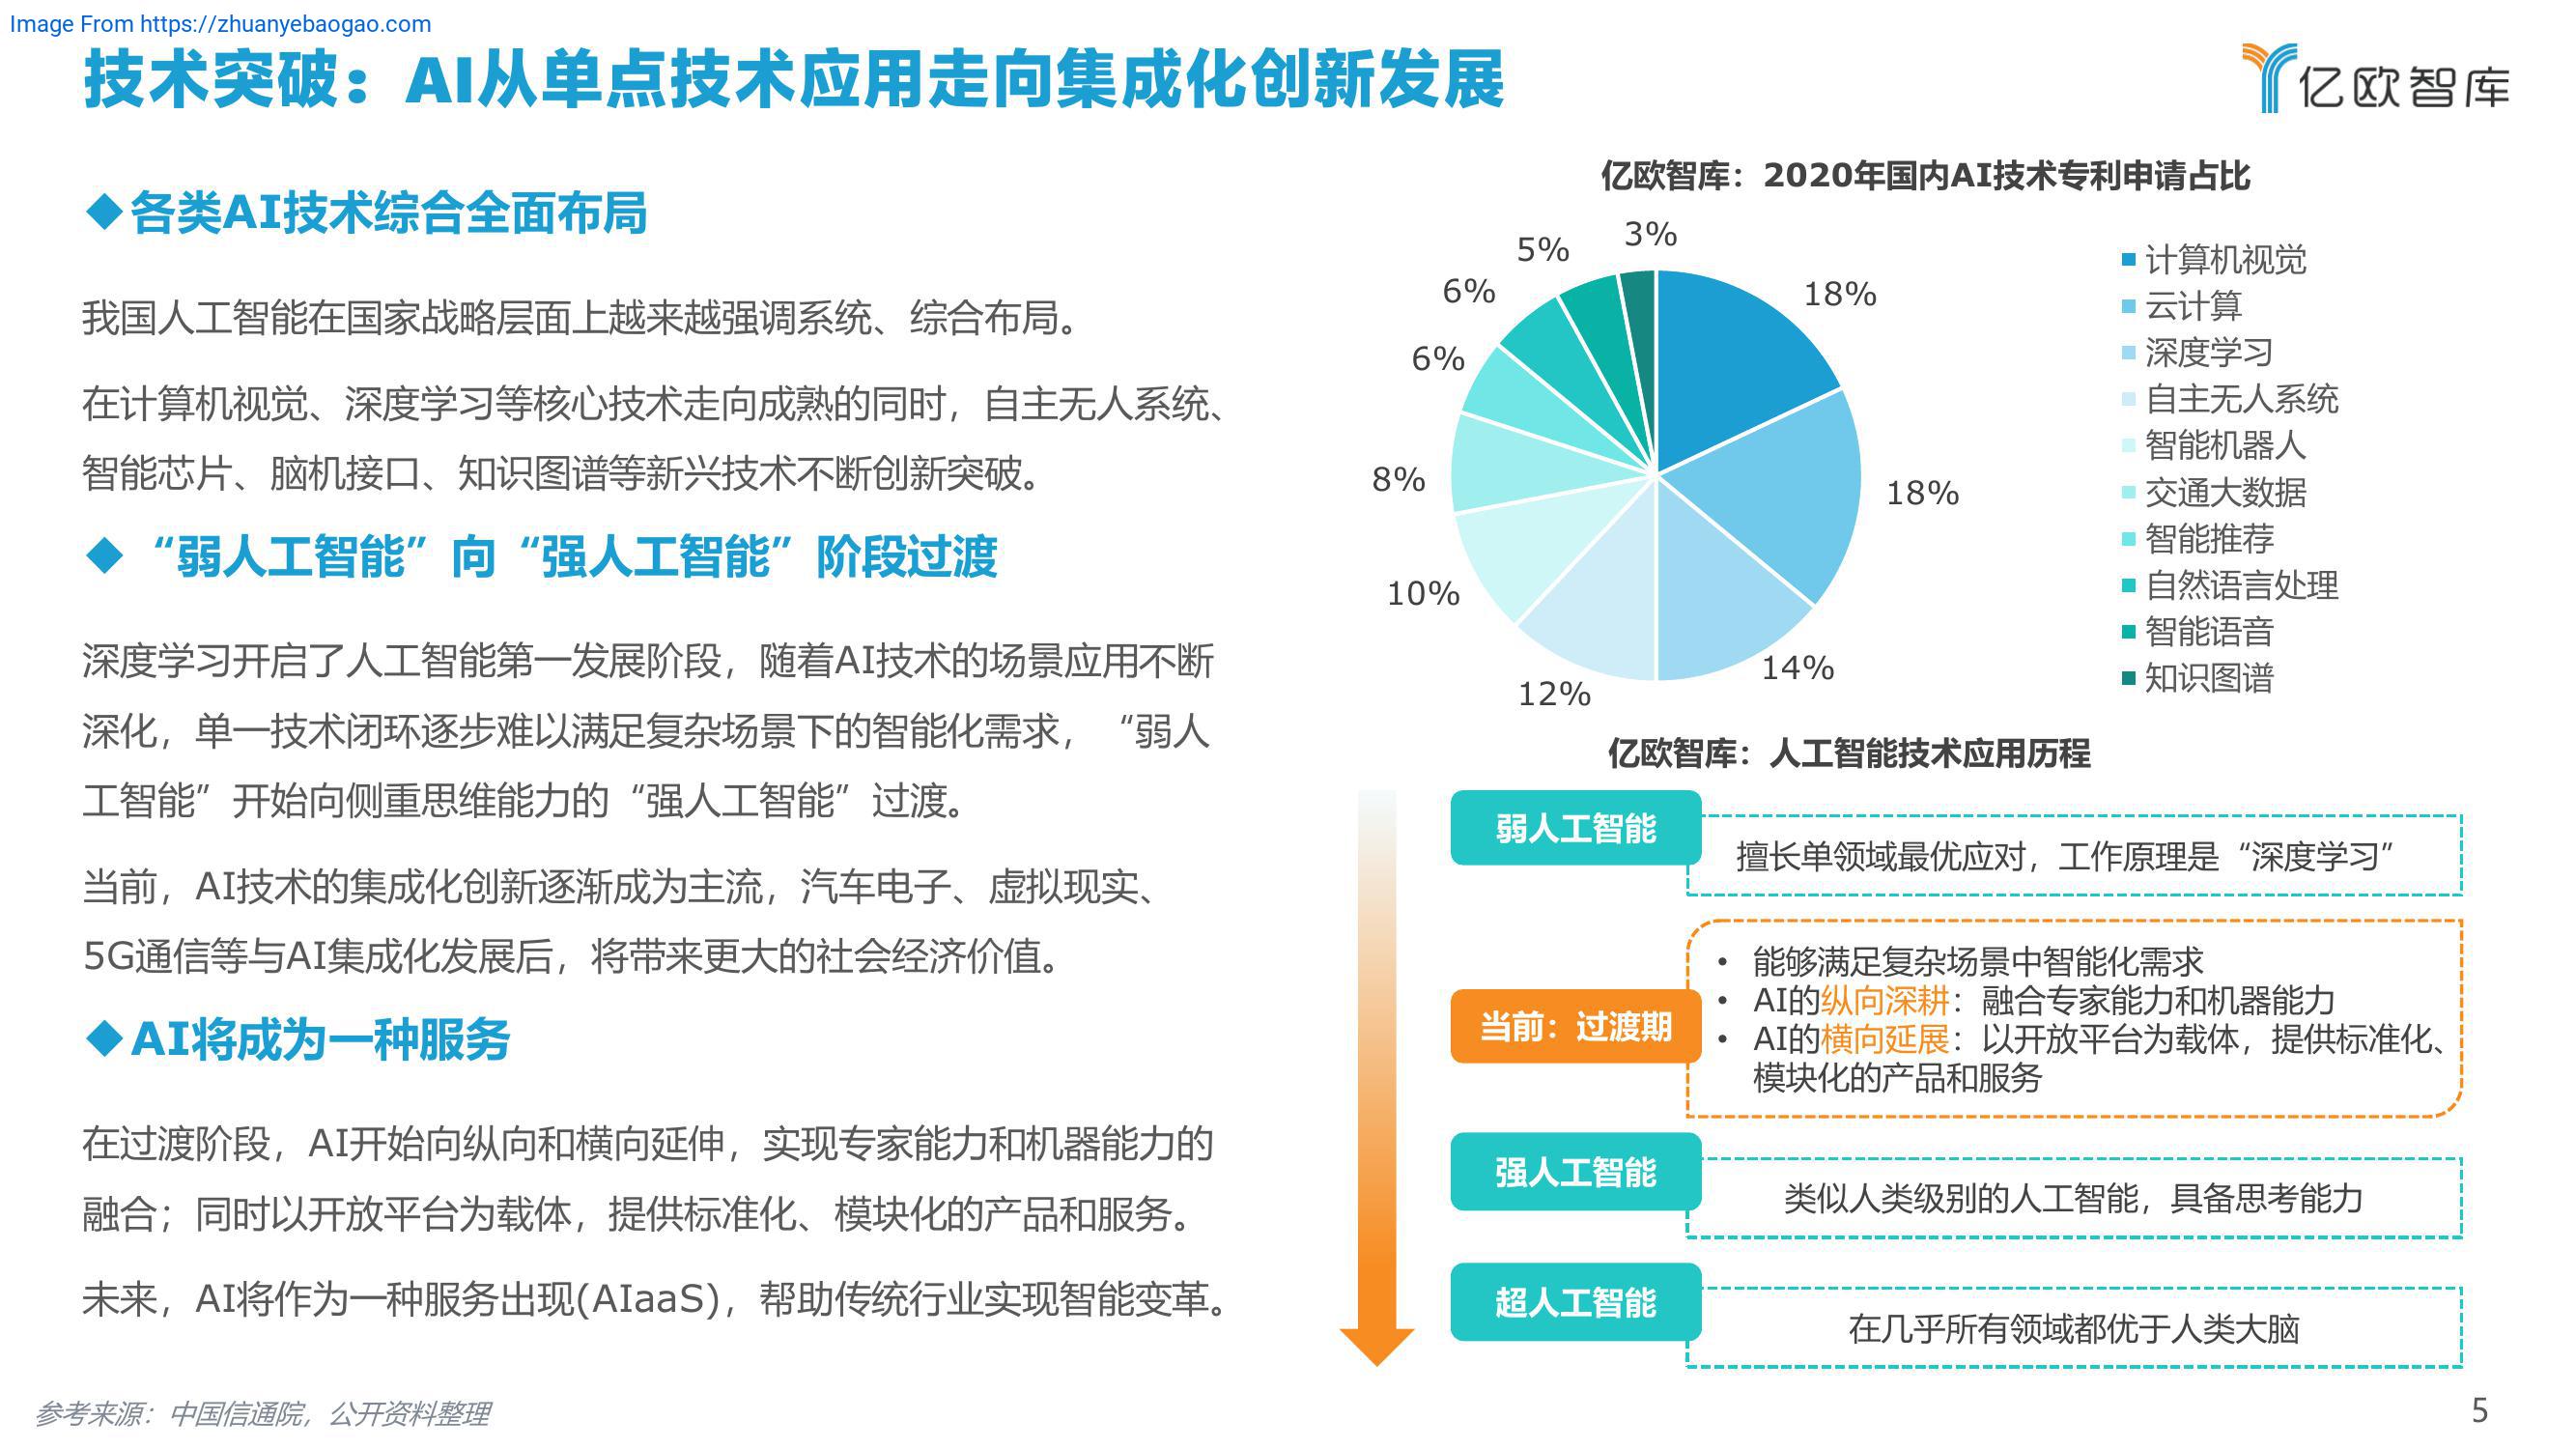 Image From https://zhuanyebaogao.com
技术突破：AI从单点技术应用走向集成化创新发展
亿欧智库
◆各类AI技术综合全面布局
我国人工智能在国家战略层面上越来越强调系统、综合布局。
在计算机视觉、深度学习等核心技术走向成熟的同时，自主无人系统、
智能芯片、脑机接口、知识图谱等新兴技术不断创新突破。
◆“弱人工智能”向“强人工智能”阶段过渡
深度学习开启了人工智能第一发展阶段，随着AI技术的场景应用不断
深化，单一技术闭环逐步难以满足复杂场景下的智能化需求，“弱人
工智能”开始向侧重思维能力的“强人工智能”过渡。
当前，AI技术的集成化创新逐渐成为主流，汽车电子、虚拟现实、
5G通信等与AI集成化发展后，将带来更大的社会经济价值。
◆AI将成为一种服务
在过渡阶段，AI开始向纵向和横向延伸，实现专家能力和机器能力的
融合；同时以开放平台为载体，提供标准化、模块化的产品和服务。
未来，AI将作为一种服务出现(AIaaS)，帮助传统行业实现智能变革。
亿欧智库：2020年国内AI技术专利申请占比
18%
18%
14%
12%
10%
8%
6%
6%
5%
3%
计算机视觉
云计算
深度学习
自主无人系统
智能机器人
交通大数据
智能推荐
自然语言处理
智能语音
知识图谱
亿欧智库：人工智能技术应用历程
弱人工智能
擅长单领域最优应对，工作原理是“深度学习”
当前：过渡期
• 能够满足复杂场景中智能化需求
• AI的纵向深耕：融合专家能力和机器能力
• AI的横向延展：以开放平台为载体，提供标准化、
模块化的产品和服务
强人工智能
类似人类级别的人工智能，具备思考能力
超人工智能
在几乎所有领域都优于人类大脑
参考来源：中国信通院，公开资料整理
5